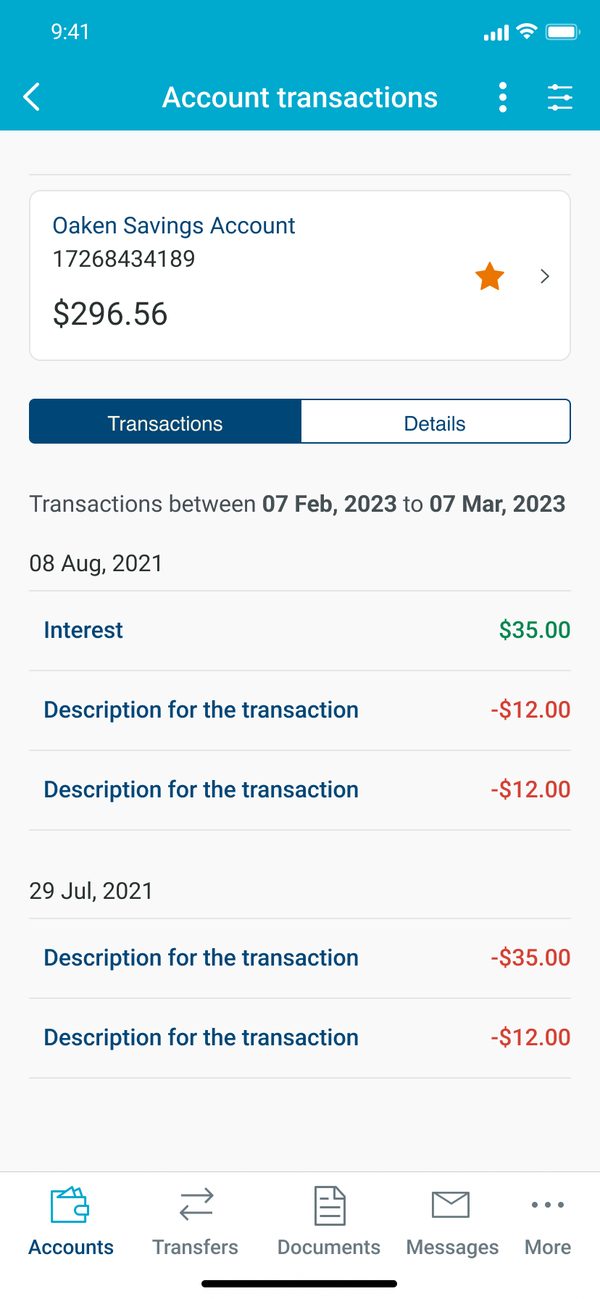 9:41
Account transactions
Oaken Savings Account
17268434189
$296.56
Transactions Details
Transactions between 07 Feb, 2023 to 07 Mar, 2023
08 Aug, 2021
Interest $35.00
Description for the transaction -$12.00
Description for the transaction -$12.00
29 Jul, 2021
Description for the transaction -$35.00
Description for the transaction -$12.00
Accounts Transfers Documents Messages More